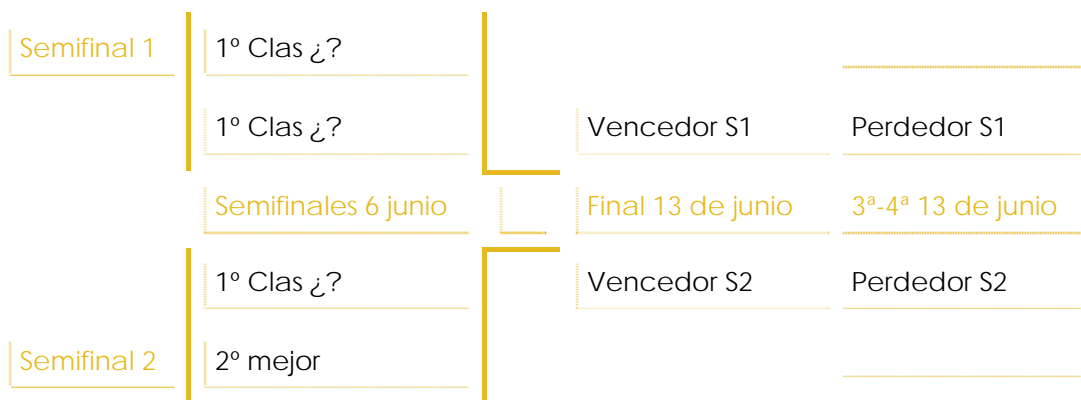 Semifinal 1 1º Clas ¿?
1º Clas ¿? Vencedor S1 Perdedor S1
Semifinales 6 junio Final 13 de junio 3ª-4ª 13 de junio
1º Clas ¿? Vencedor S2 Perdedor S2
Semifinal 2 2º mejor